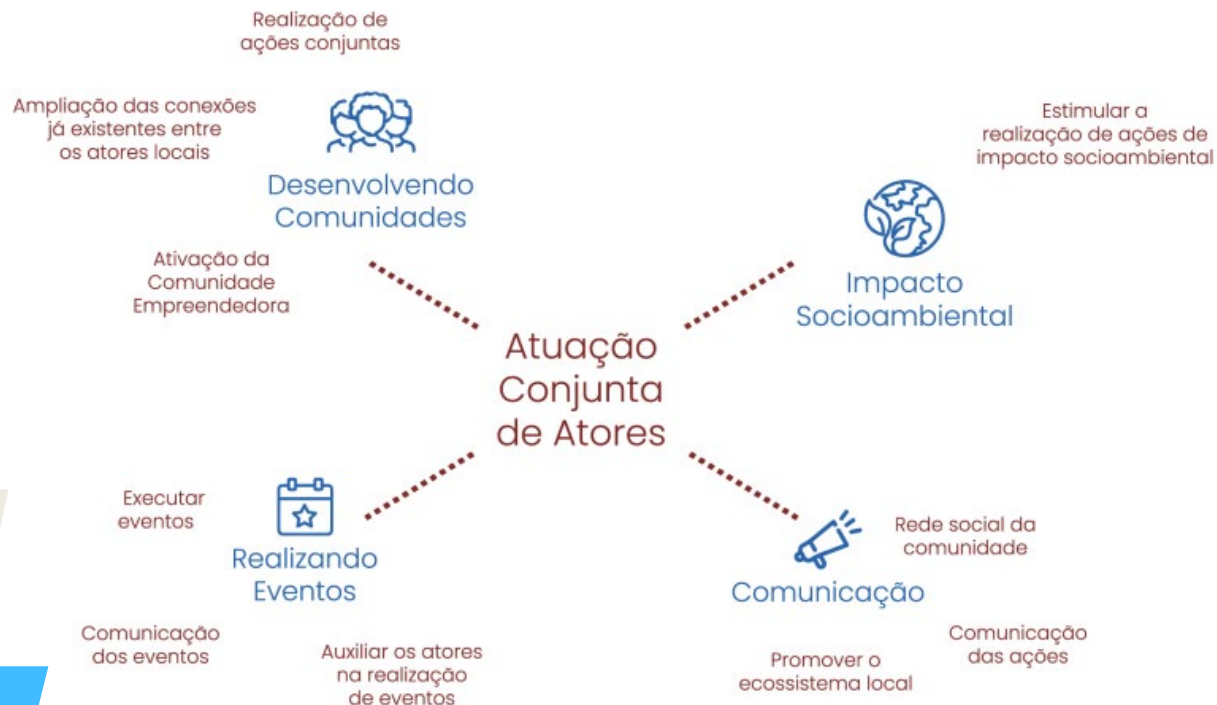 Realização de
ações conjuntas
Ampliação das conexões
já existentes entre
os atores locais
Desenvolvendo
Comunidades
Ativação da
Comunidade
Empreendedora
Estimular a
realização de ações de
impacto socioambiental
Impacto
Socioambiental
Atuação
Conjunta
de Atores
Executar
eventos
Realizando
Eventos
Comunicação
dos eventos
Auxiliar os atores
na realização
de eventos
Rede social da
comunidade
Comunicação
Comunicação
das ações
Promover o
ecossistema local